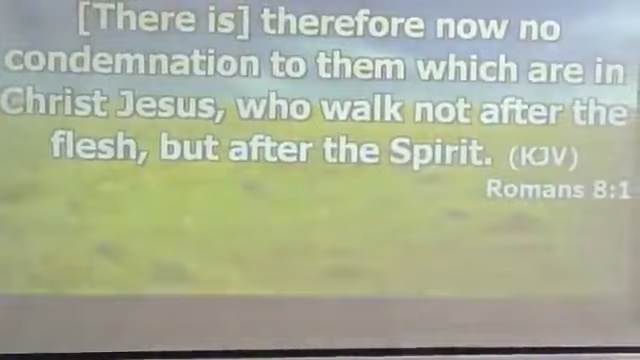 [There is] therefore now no
condemnation to them which are in
Christ Jesus, who walk not after the
flesh, but after the Spirit. (KJV)
Romans 8:1